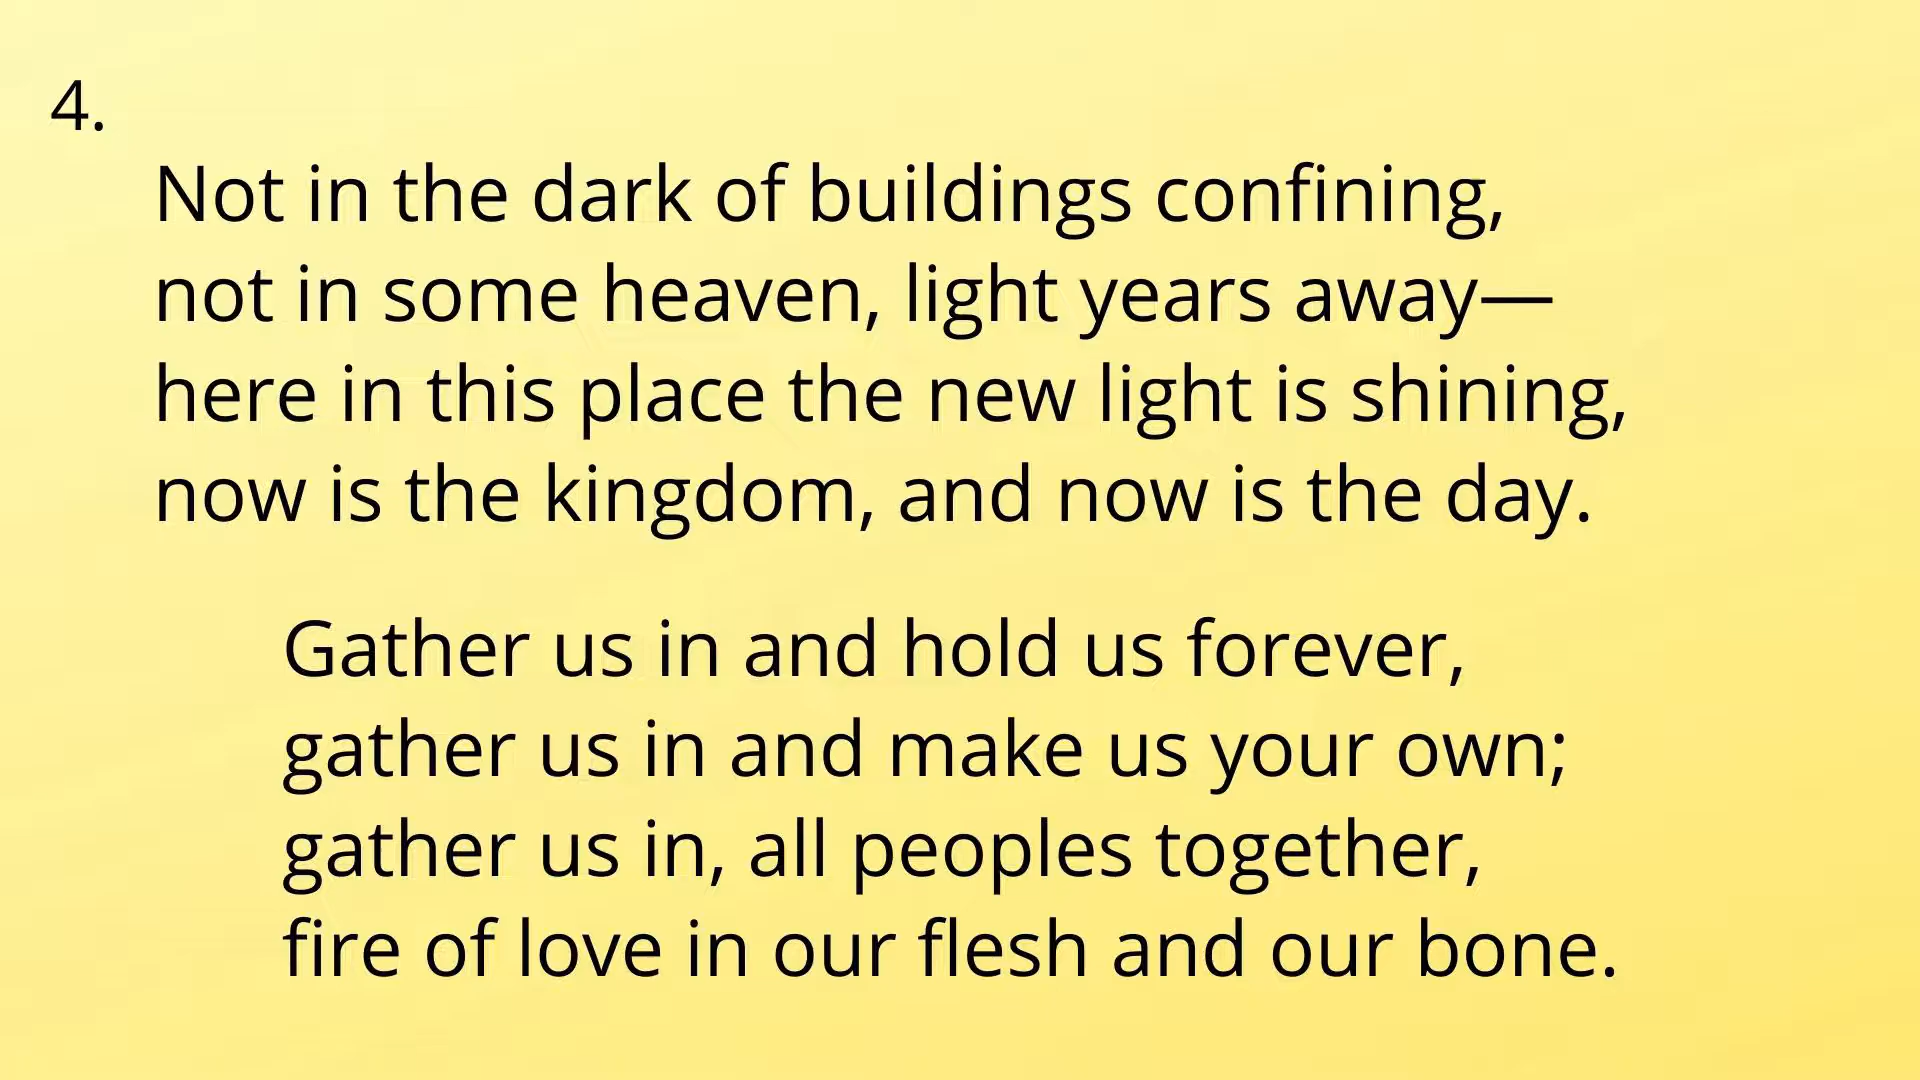 4.
Not in the dark of buildings confining,
not in some heaven, light years away—
here in this place the new light is shining,
now is the kingdom, and now is the day.
Gather us in and hold us forever,
gather us in and make us your own;
gather us in, all peoples together,
fire of love in our flesh and our bone.